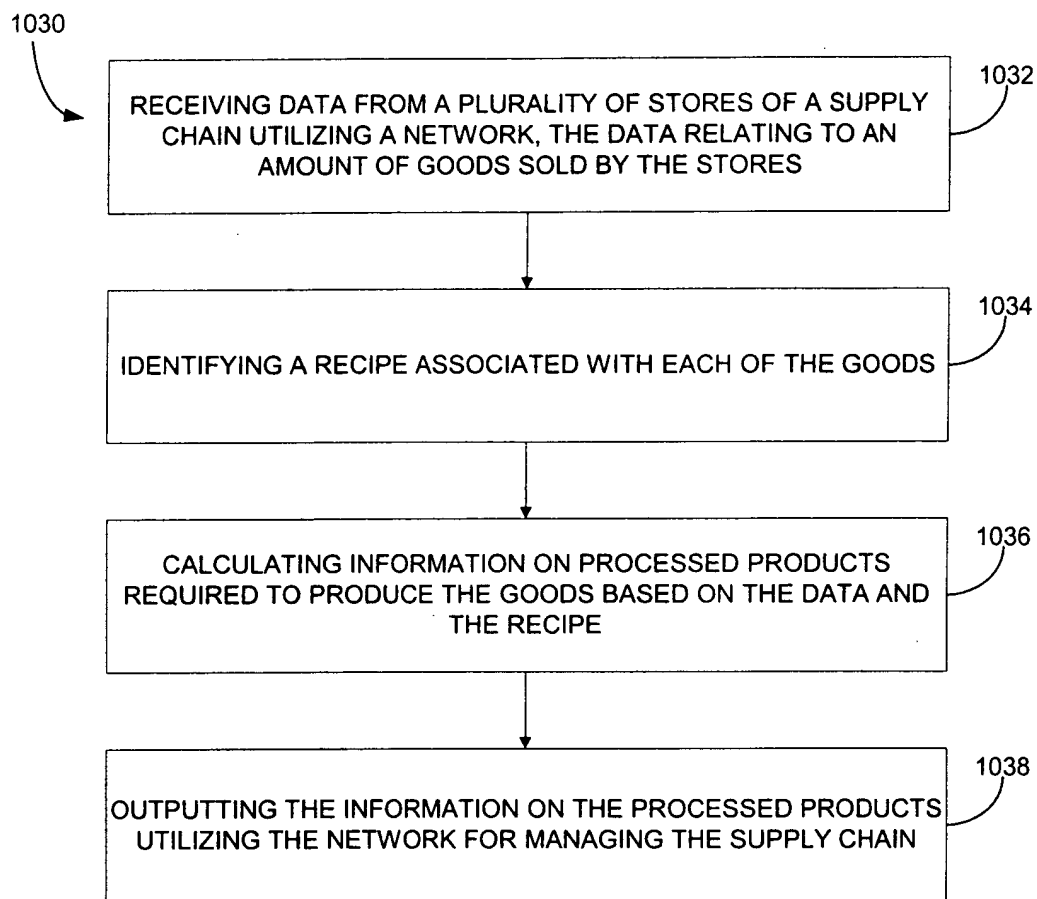 1030
1032
RECEIVING DATA FROM A PLURALITY OF STORES OF A SUPPLY
CHAIN UTILIZING A NETWORK, THE DATA RELATING TO AN
AMOUNT OF GOODS SOLD BY THE STORES
1034
IDENTIFYING A RECIPE ASSOCIATED WITH EACH OF THE GOODS
1036
CALCULATING INFORMATION ON PROCESSED PRODUCTS
REQUIRED TO PRODUCE THE GOODS BASED ON THE DATA AND
THE RECIPE
1038
OUTPUTTING THE INFORMATION ON THE PROCESSED PRODUCTS
UTILIZING THE NETWORK FOR MANAGING THE SUPPLY CHAIN